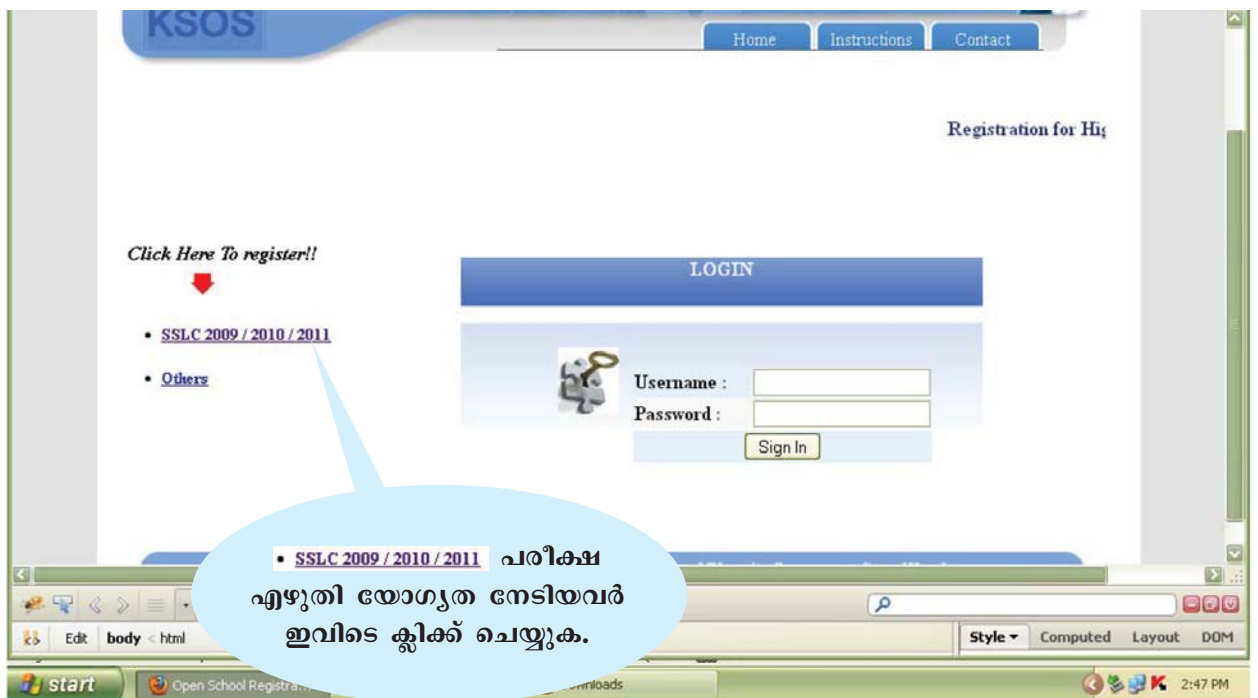 KSOS
Home Instructions Contact
Registration for Hig
Click Here To register!!
• SSLC 2009 / 2010 / 2011
• Others
LOGIN
Username :
Password :
Sign In
• SSLC 2009 / 2010 / 2011 പരീക്ഷ
എഴുതി യോഗ്യത നേടിയവർ
ഇവിടെ ക്ലിക്ക് ചെയ്യുക.
Edit body < html
Style Computed Layout DOM
start Open School Registra... 2:47 PM